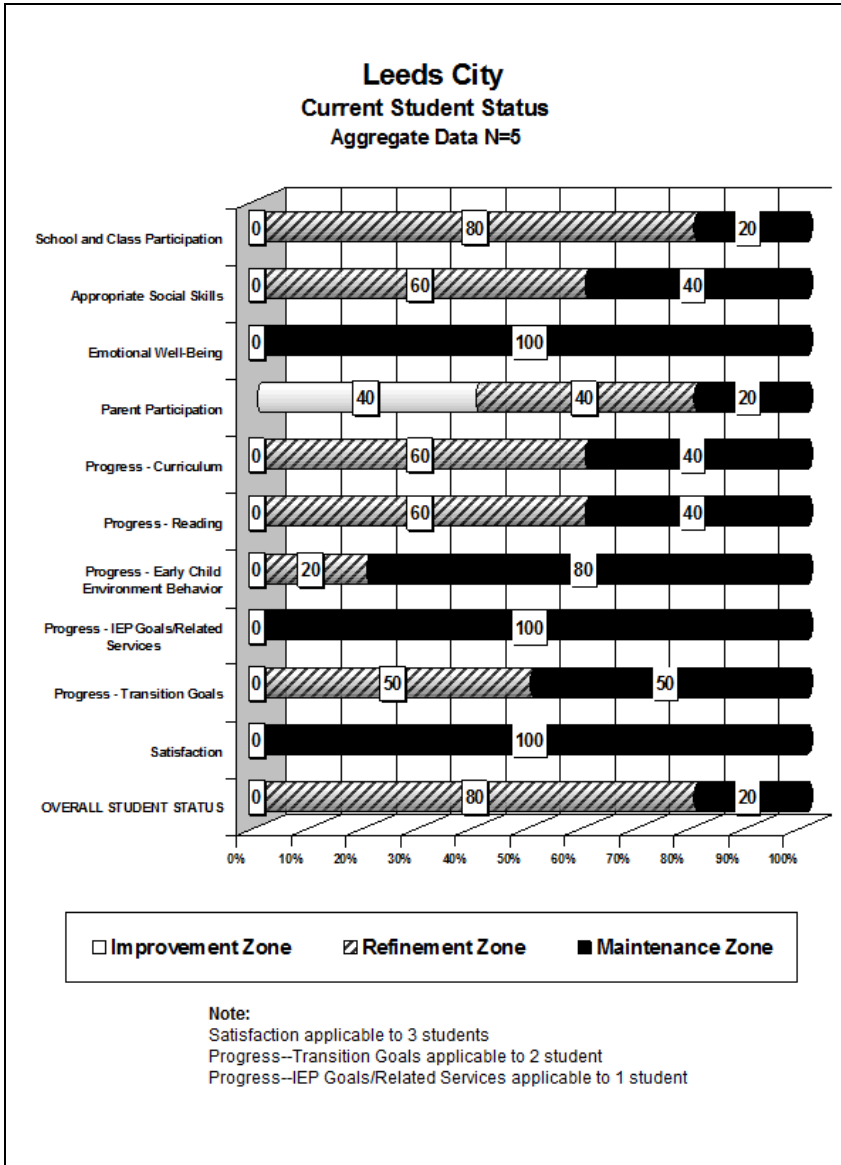 Leeds City
Current Student Status
Aggregate Data N=5
School and Class Participation
0 80 20
Appropriate Social Skills
0 60 40
Emotional Well-Being
0 100
Parent Participation
40 40 20
Progress - Curriculum
0 60 40
Progress - Reading
0 60 40
Progress - Early Child
Environment Behavior
0 20 80
Progress - IEP Goals/Related
Services
0 100
Progress - Transition Goals
0 50 50
Satisfaction
0 100
OVERALL STUDENT STATUS
0 80 20
0% 10% 20% 30% 40% 50% 60% 70% 80% 90% 100%
Improvement Zone Refinement Zone Maintenance Zone
Note:
Satisfaction applicable to 3 students
Progress--Transition Goals applicable to 2 student
Progress--IEP Goals/Related Services applicable to 1 student